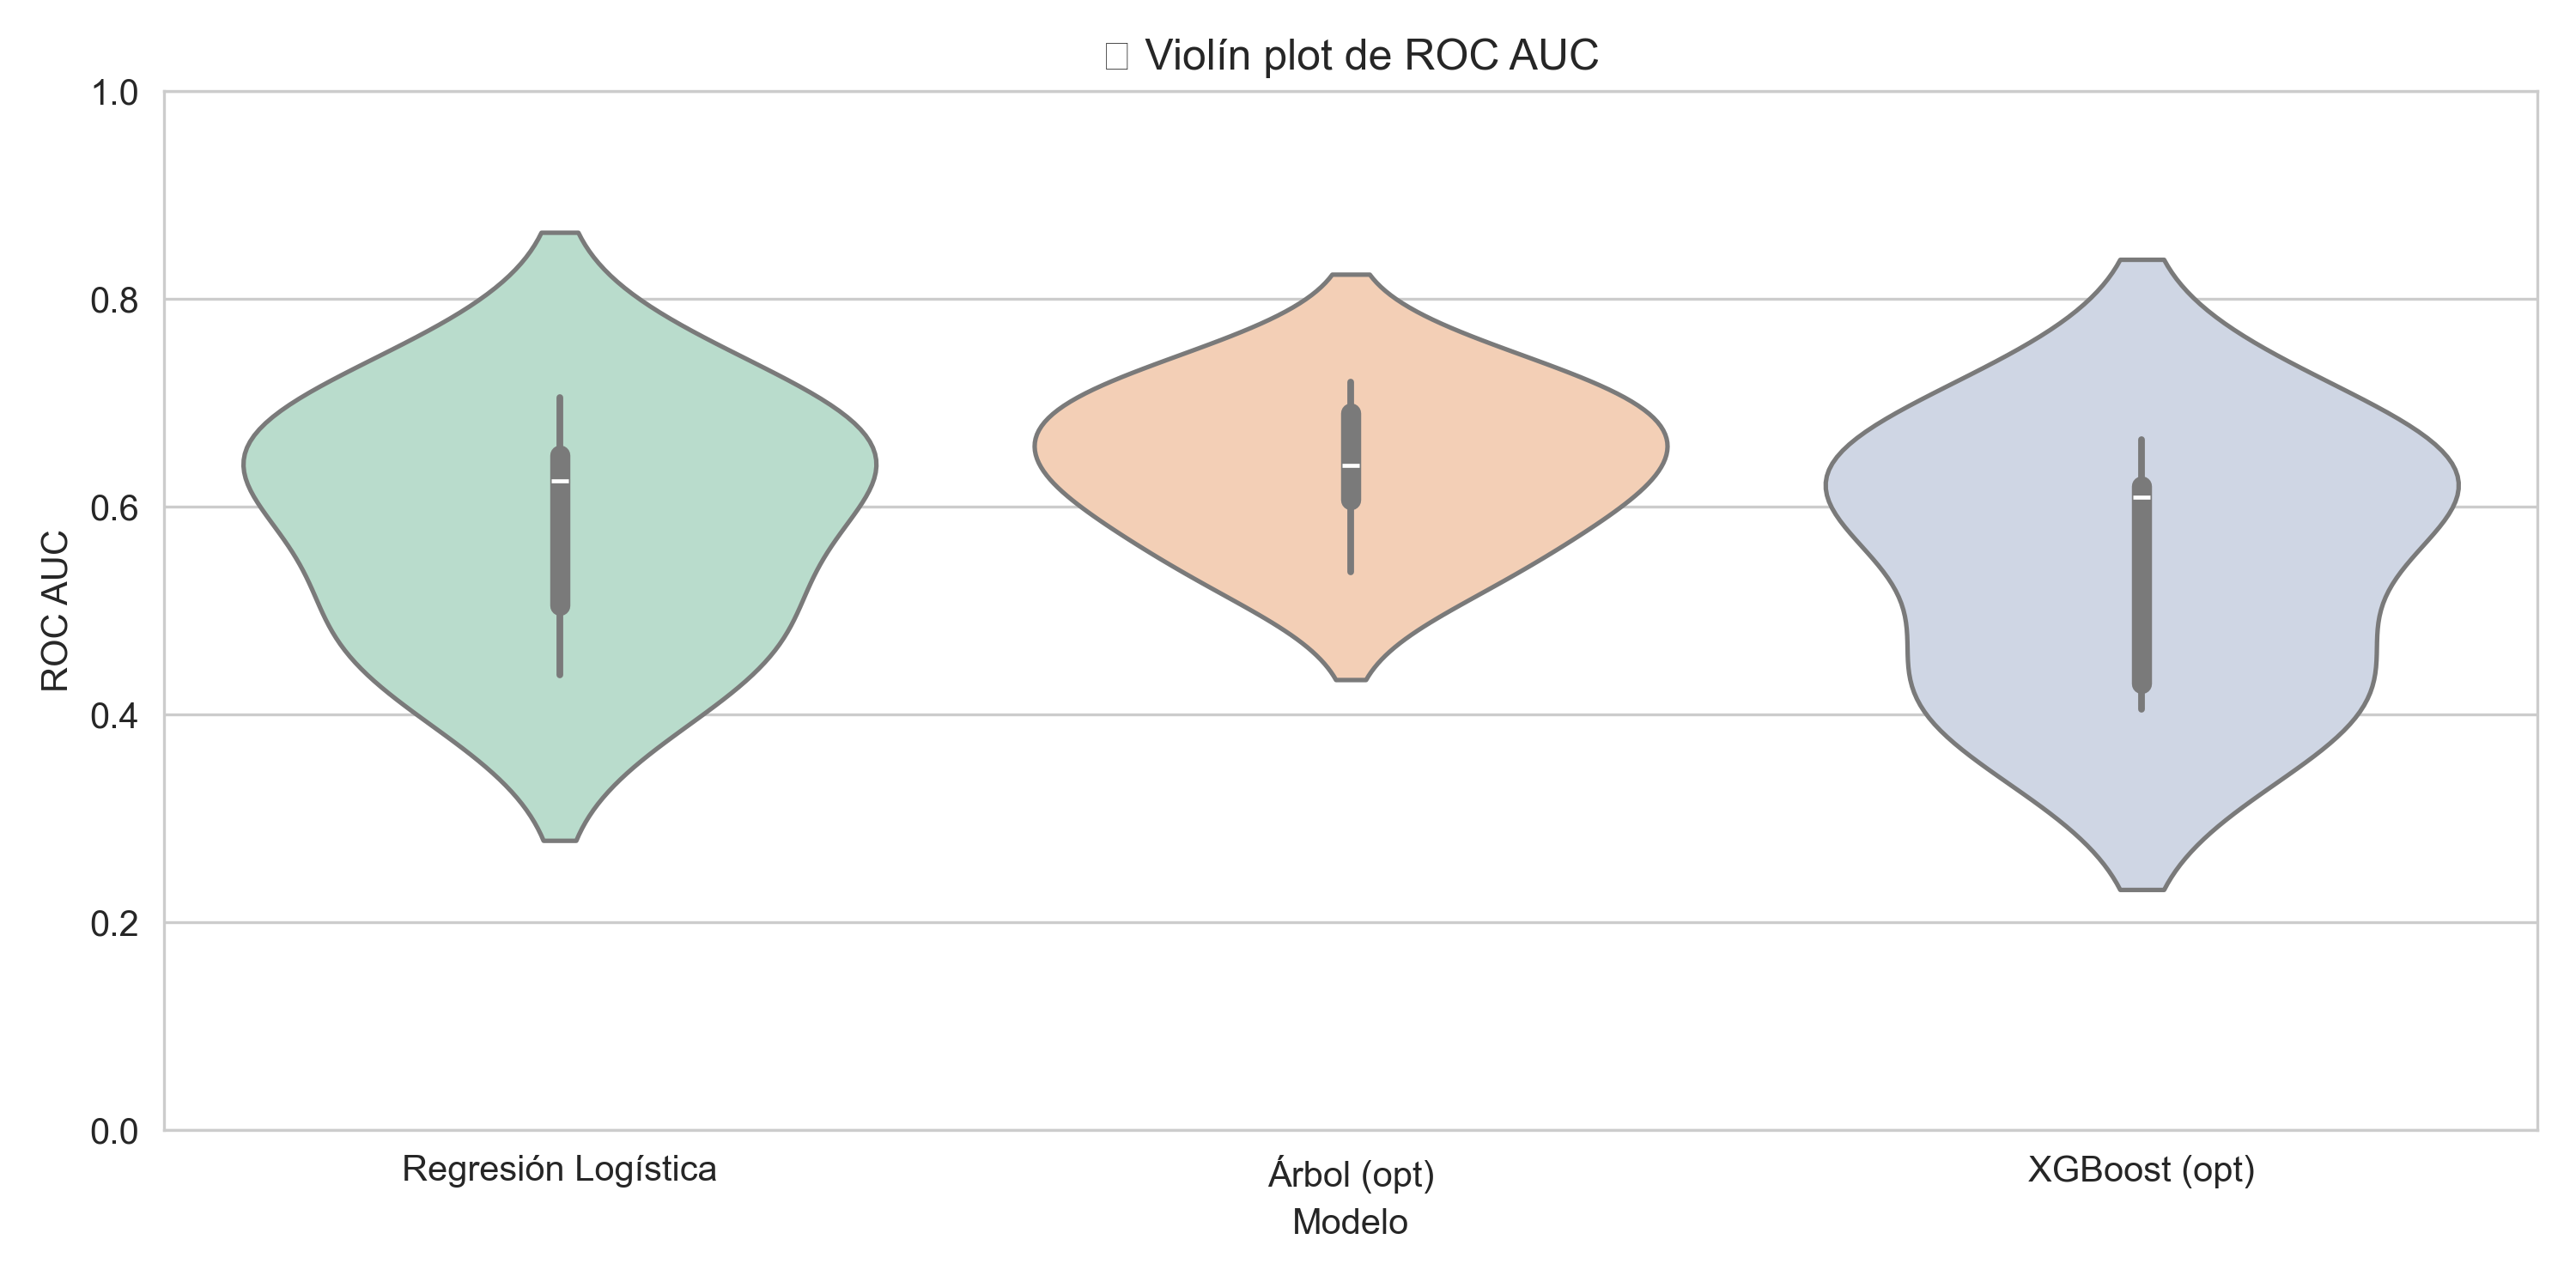 Violín plot de ROC AUC
1.0
0.8
0.6
0.4
0.2
0.0
ROC AUC
Regresión Logística
Árbol (opt)
XGBoost (opt)
Modelo